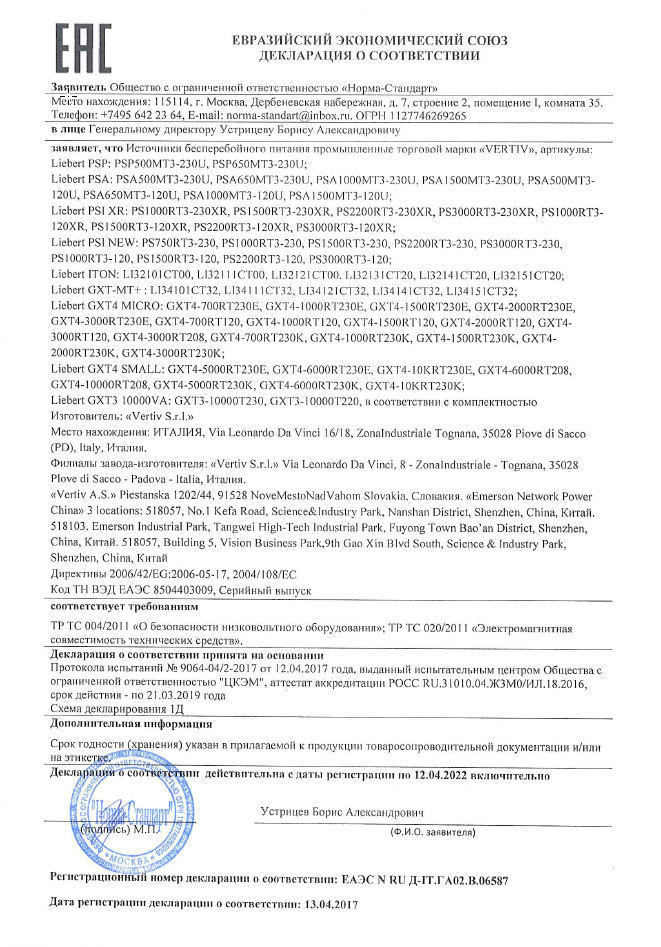 EAC
ЕВРАЗИЙСКИЙ ЭКОНОМИЧЕСКИЙ СОЮЗ
ДЕКЛАРАЦИЯ О СООТВЕТСТВИИ
Заявитель Общество с ограниченной ответственностью «Норма-Стандарт»
Место нахождения: 115114, г. Москва, Дербеневская набережная, д. 7, строение 2, помещение I, комната 35.
Телефон: +7495 642 23 64, E-mail: norma-standart@inbox.ru. ОГРН 1127746269265
в лице Генеральному директору Устрицеву Борису Александровичу
заявляет, что Источники бесперебойного питания промышленные торговой марки «VERTIV», артикулы:
Liebert PSP: PSP500MT3-230U, PSP650MT3-230U;
Liebert PSA: PSA500MT3-230U, PSA650MT3-230U, PSA1000MT3-230U, PSA1500MT3-230U, PSA500MT3-
120U, PSA650MT3-120U, PSA1000MT3-120U, PSA1500MT3-120U;
Liebert PSI XR: PS1000RT3-230XR, PS1500RT3-230XR, PS2200RT3-230XR, PS3000RT3-230XR, PS1000RT3-
120XR, PS1500RT3-120XR, PS2200RT3-120XR, PS3000RT3-120XR;
Liebert PSI NEW: PS750RT3-230, PS1000RT3-230, PS1500RT3-230, PS2200RT3-230, PS3000RT3-230,
PS1000RT3-120, PS1500RT3-120, PS2200RT3-120, PS3000RT3-120;
Liebert ITON: LI32101CT00, LI32111CT00, LI32121CT00, LI32131CT20, LI32141CT20, LI32151CT20;
Liebert GXT-MT+ : LI34101CT32, LI34111CT32, LI34121CT32, LI34141CT32, LI34151CT32;
Liebert GXT4 MICRO: GXT4-700RT230E, GXT4-1000RT230E, GXT4-1500RT230E, GXT4-2000RT230E,
GXT4-3000RT230E, GXT4-700RT120, GXT4-1000RT120, GXT4-1500RT120, GXT4-2000RT120, GXT4-
3000RT120, GXT4-3000RT208, GXT4-700RT230K, GXT4-1000RT230K, GXT4-1500RT230K, GXT4-
2000RT230K, GXT4-3000RT230K;
Liebert GXT4 SMALL: GXT4-5000RT230E, GXT4-6000RT230E, GXT4-10KRT230E, GXT4-6000RT208,
GXT4-10000RT208, GXT4-5000RT230K, GXT4-6000RT230K, GXT4-10KRT230K;
Liebert GXT3 10000VA: GXT3-10000T230, GXT3-10000T220, в соответствии с комплектностью
Изготовитель: «Vertiv S.r.l.»
Место нахождения: ИТАЛИЯ, Via Leonardo Da Vinci 16/18, ZonaIndustriale Tognana, 35028 Piove di Sacco
(PD), Italy, Италия.
Филиалы завода-изготовителя: «Vertiv S.r.l.» Via Leonardo Da Vinci, 8 - ZonaIndustriale - Tognana, 35028
Plove di Sacco - Padova - Italia, Италия.
«Vertiv A.S.» Piestanska 1202/44, 91528 NoveMestoNadVahom Slovakia, Словакия. «Emerson Network Power
China» 3 locations: 518057, No.1 Kefa Road, Science&Industry Park, Nanshan District, Shenzhen, China, Китай.
518103. Emerson Industrial Park, Tangwei High-Tech Industrial Park, Fuyong Town Bao’an District, Shenzhen,
China, Китай. 518057, Building 5, Vision Business Park,9th Gao Xin Blvd South, Science & Industry Park,
Shenzhen, China, Китай
Директивы 2006/42/EG;2006-05-17, 2004/108/EC
Код ТН ВЭД ЕАЭС 8504403009, Серийный выпуск
соответствует требованиям
ТР ТС 004/2011 «О безопасности низковольтного оборудования»; ТР ТС 020/2011 «Электромагнитная
совместимость технических средств».
Декларация о соответствии принята на основании
Протокола испытаний № 9064-04/2-2017 от 12.04.2017 года, выданный испытательным центром Общества с
ограниченной ответственностью "ЦКЭМ", аттестат аккредитации РОСС RU.31010.04.ЖЗМ0/ИЛ.18.2016,
срок действия - по 21.03.2019 года
Схема декларирования 1Д
Дополнительная информация
Срок годности (хранения) указан в прилагаемой к продукции товаросопроводительной документации и/или
на этикетке.
Декларация о соответствии действительна с даты регистрации по 12.04.2022 включительно
"Норма-Стандарт"
МОСКВА
Устрицев Борис Александрович
(подпись) М.П.
(Ф.И.О. заявителя)
Регистрационный номер декларации о соответствии: ЕАЭС N RU Д-IT.ГА02.В.06587
Дата регистрации декларации о соответствии: 13.04.2017